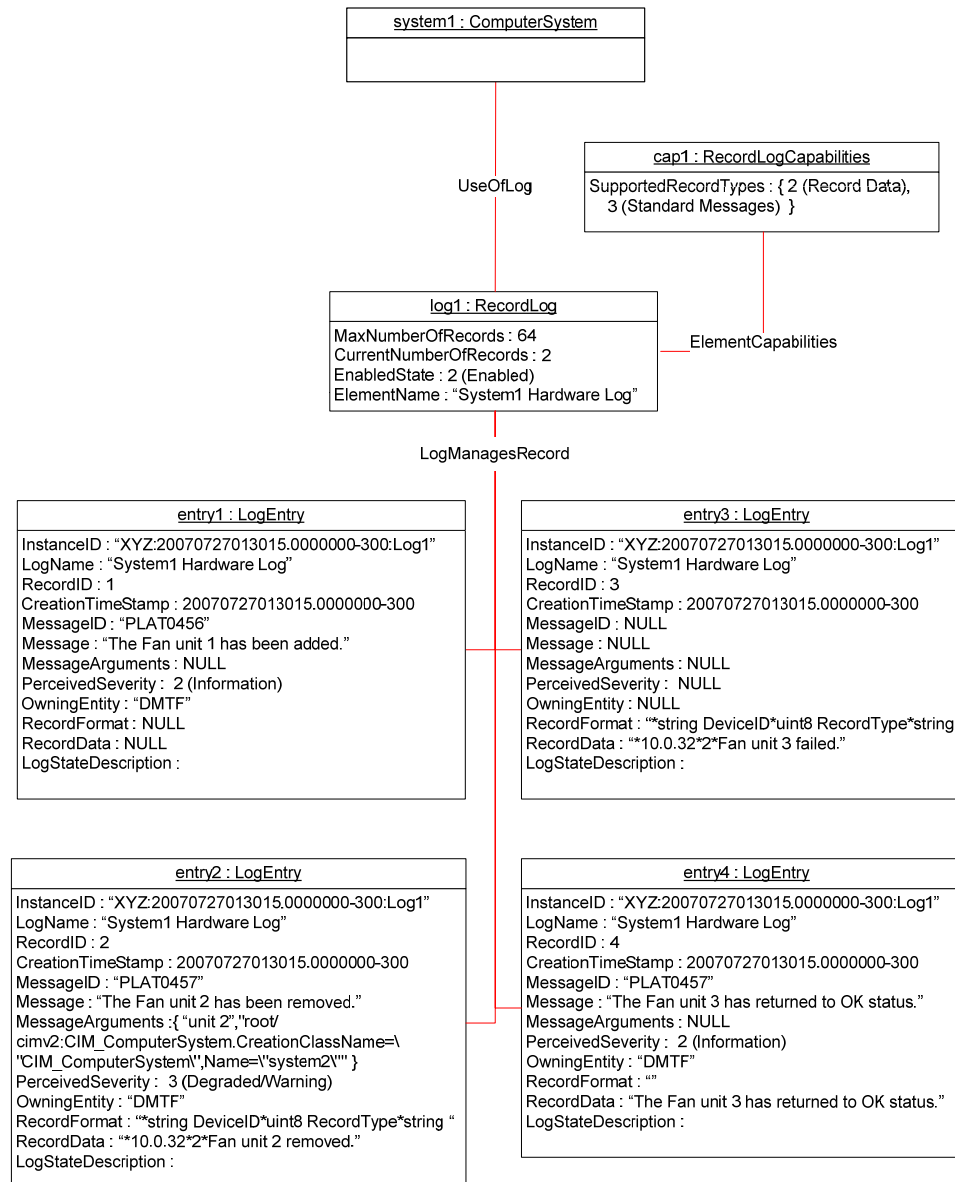 system1 : ComputerSystem
UseOfLog
cap1 : RecordLogCapabilities
SupportedRecordTypes : { 2 (Record Data),
3 (Standard Messages) }
log1 : RecordLog
MaxNumberOfRecords : 64
CurrentNumberOfRecords : 2
EnabledState : 2 (Enabled)
ElementName : “System1 Hardware Log”
ElementCapabilities
LogManagesRecord
entry1 : LogEntry
InstanceID : “XYZ:20070727013015.0000000-300:Log1”
LogName : “System1 Hardware Log”
RecordID : 1
CreationTimeStamp : 20070727013015.0000000-300
MessageID : “PLAT0456”
Message : “The Fan unit 1 has been added.”
MessageArguments : NULL
PerceivedSeverity : 2 (Information)
OwningEntity : “DMTF”
RecordFormat : NULL
RecordData : NULL
LogStateDescription :
entry3 : LogEntry
InstanceID : “XYZ:20070727013015.0000000-300:Log1”
LogName : “System1 Hardware Log”
RecordID : 3
CreationTimeStamp : 20070727013015.0000000-300
MessageID : NULL
Message : NULL
MessageArguments : NULL
PerceivedSeverity : NULL
OwningEntity : NULL
RecordFormat : “*string DeviceID*uint8 RecordType*string
RecordData : “*10.0.32*2*Fan unit 3 failed.”
LogStateDescription :
entry2 : LogEntry
InstanceID : “XYZ:20070727013015.0000000-300:Log1”
LogName : “System1 Hardware Log”
RecordID : 2
CreationTimeStamp : 20070727013015.0000000-300
MessageID : “PLAT0457”
Message : “The Fan unit 2 has been removed.”
MessageArguments :{ “unit 2”,"root/
cimv2:CIM_ComputerSystem.CreationClassName=\
"CIM_ComputerSystem\",Name=\"system2\"" }
PerceivedSeverity : 3 (Degraded/Warning)
OwningEntity : “DMTF”
RecordFormat : “*string DeviceID*uint8 RecordType*string “
RecordData : “*10.0.32*2*Fan unit 2 removed.”
LogStateDescription :
entry4 : LogEntry
InstanceID : “XYZ:20070727013015.0000000-300:Log1”
LogName : “System1 Hardware Log”
RecordID : 4
CreationTimeStamp : 20070727013015.0000000-300
MessageID : “PLAT0457”
Message : “The Fan unit 3 has returned to OK status.”
MessageArguments : NULL
PerceivedSeverity : 2 (Information)
OwningEntity : “DMTF”
RecordFormat : “”
RecordData : “The Fan unit 3 has returned to OK status.”
LogStateDescription :